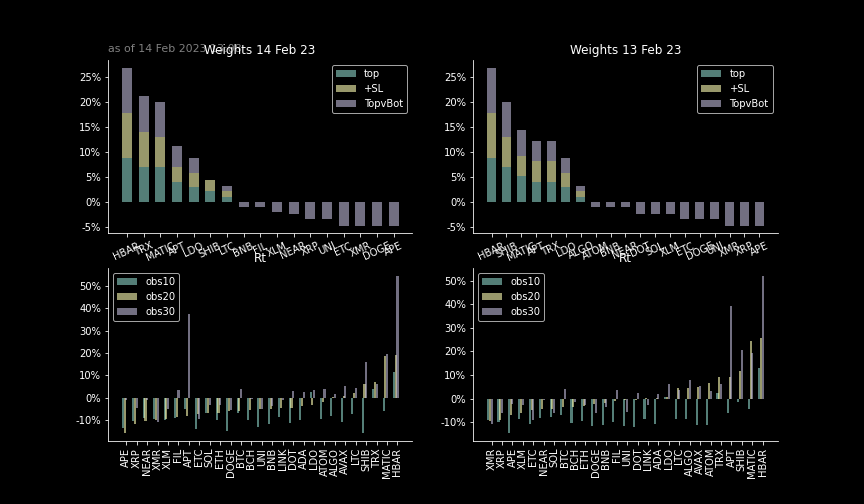 as of 14 Feb 2023
Weights 14 Feb 23
Weights 13 Feb 23
25%
20%
15%
10%
5%
0%
-5%
top
+SL
TopvBot
HBAR
TRX
MATIC
APT
LDO
SHIB
LTC
BNB
FIL
XLM
NEAR
XRP
UNI
ETC
XMR
DOGE
APE
25%
20%
15%
10%
5%
0%
-5%
top
+SL
TopvBot
HBAR
SHIB
MATIC
APT
TRX
LDO
ALGO
ATOM
BNB
NEAR
DOT
SOL
XLM
ETC
DOGE
UNI
XMR
XRP
APE
Rt
50%
40%
30%
20%
10%
0%
-10%
obs10
obs20
obs30
APE
XRP
NEAR
XMR
XLM
FIL
APT
ETC
SOL
ETH
DOGE
BTC
BCH
UNI
BNB
LINK
DOT
ADA
LDO
ATOM
ALGO
AVAX
LTC
SHIB
TRX
MATIC
HBAR
Rt
50%
40%
30%
20%
10%
0%
-10%
obs10
obs20
obs30
XMR
XRP
APE
XLM
ETC
NEAR
SOL
BTC
BCH
ETH
DOGE
BNB
FIL
UNI
DOT
LINK
ADA
LDO
LTC
ALGO
AVAX
ATOM
TRX
APT
SHIB
MATIC
HBAR